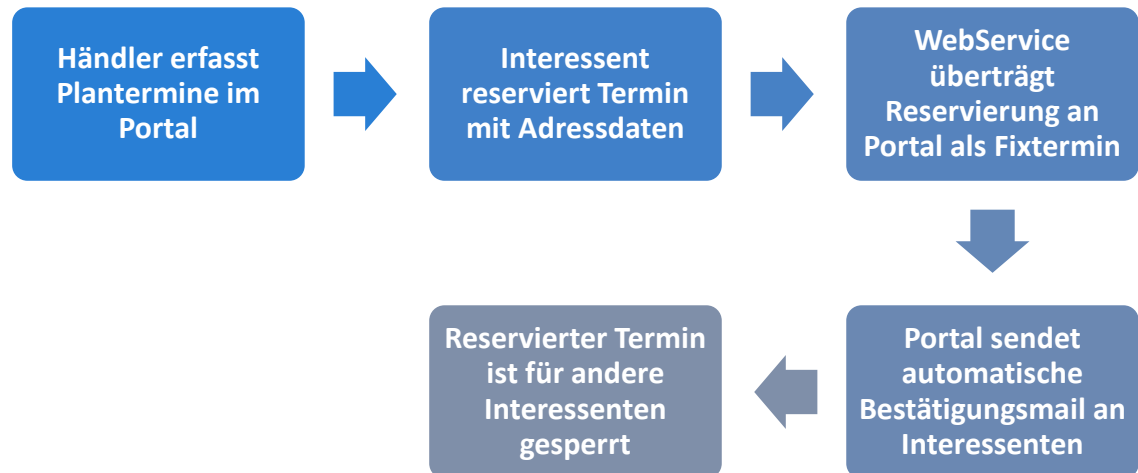 Händler erfasst
Plantermine im
Portal
Interessent
reserviert Termin
mit Adressdaten
WebService
überträgt
Reservierung an
Portal als Fixtermin
Portal sendet
automatische
Bestätigungsmail an
Interessenten
Reservierter Termin
ist für andere
Interessenten
gesperrt